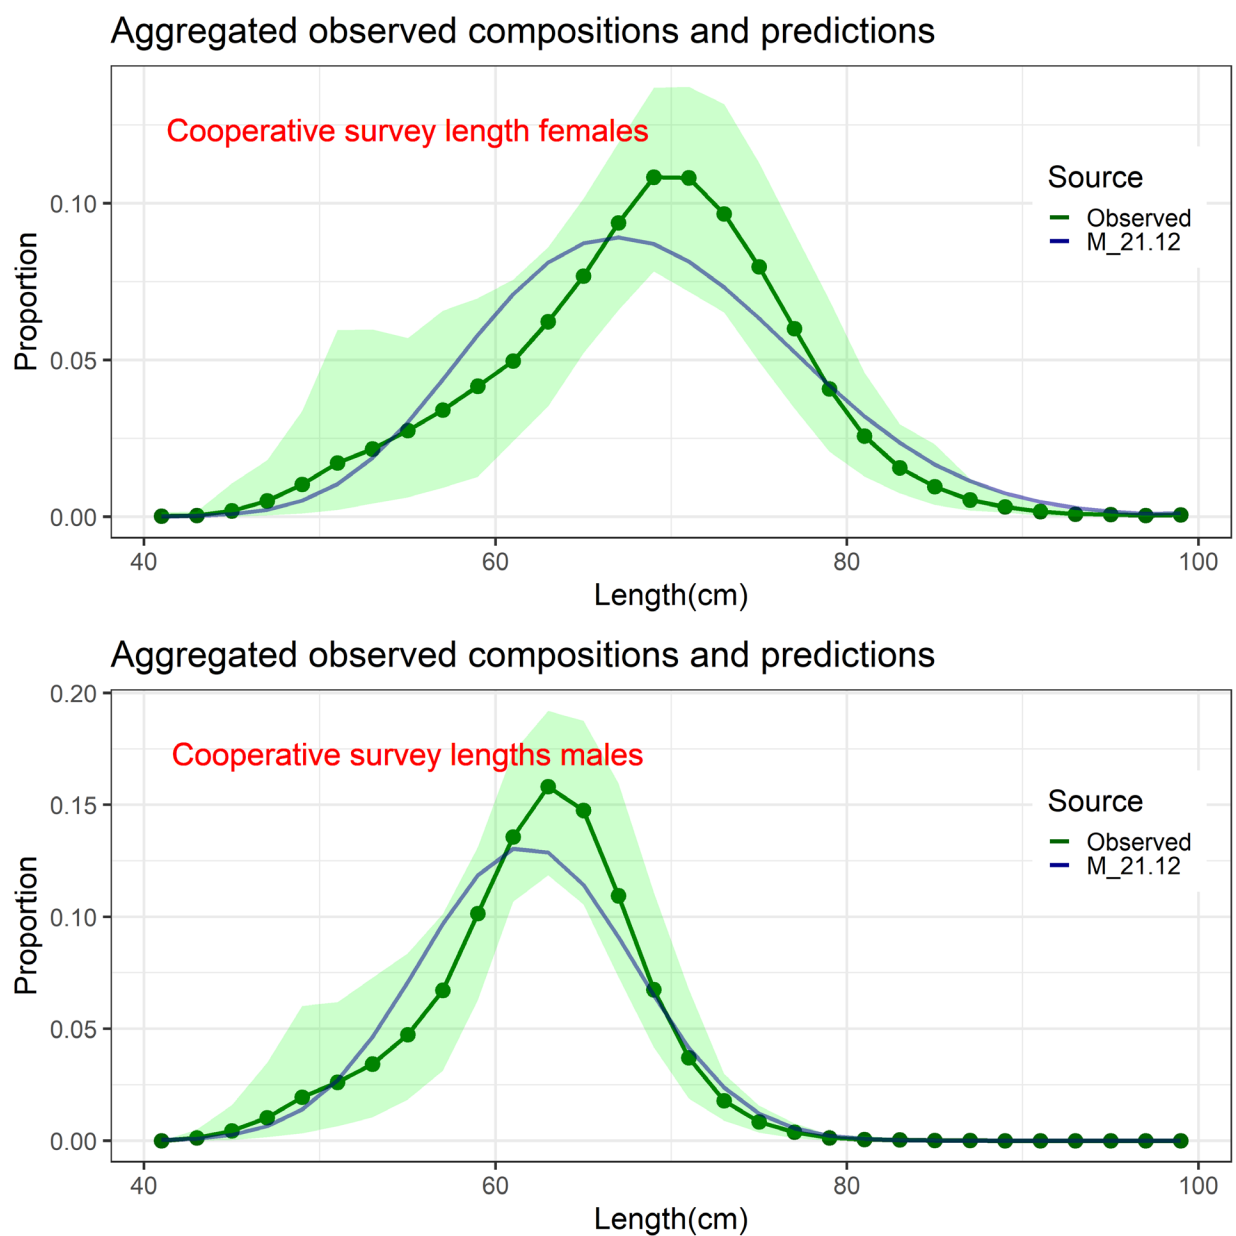 Aggregated observed compositions and predictions
Cooperative survey length females
Source
Observed
M_21.12
0.10
0.05
0.00
Proportion
40 60 80 100
Length(cm)
Aggregated observed compositions and predictions
0.20
Cooperative survey lengths males
Source
Observed
M_21.12
0.15
0.10
0.05
0.00
Proportion
40 60 80 100
Length(cm)